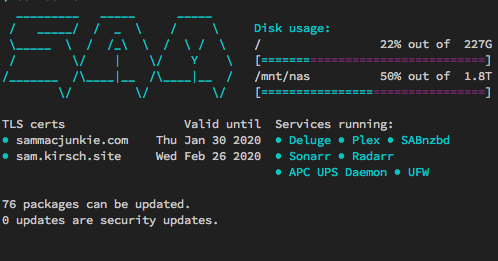 Disk usage:
/ 22% out of 227G
/mnt/nas 50% out of 1.8T
TLS certs Valid until
● sammacjunkie.com Thu Jan 30 2020
● sam.kirsch.site Wed Feb 26 2020
Services running:
● Deluge ● Plex ● SABnzbd
● Sonarr ● Radarr
● APC UPS Daemon ● UFW
76 packages can be updated.
0 updates are security updates.